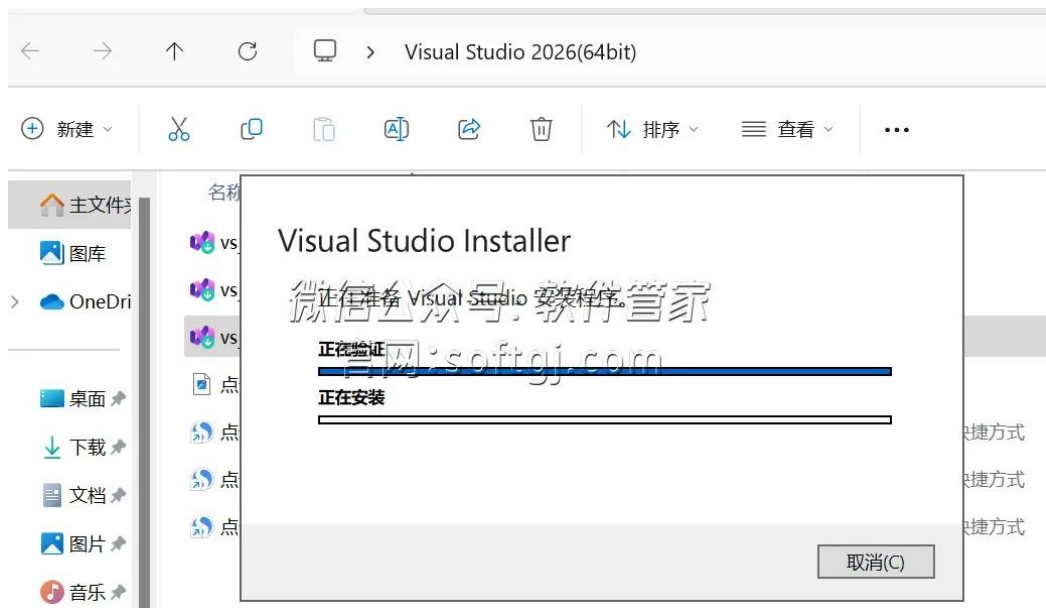 Visual Studio 2026(64bit)
新建
排序
查看
主文件夹
图库
OneDri
桌面
下载
文档
图片
音乐
名称
vs_
vs_
vs_
点
点
点
点
快捷方式
快捷方式
快捷方式
Visual Studio Installer
正在准备 Visual Studio 安装程序。
微信公众号:软件管家
正在验证
官网:softgj.com
正在安装
取消(C)